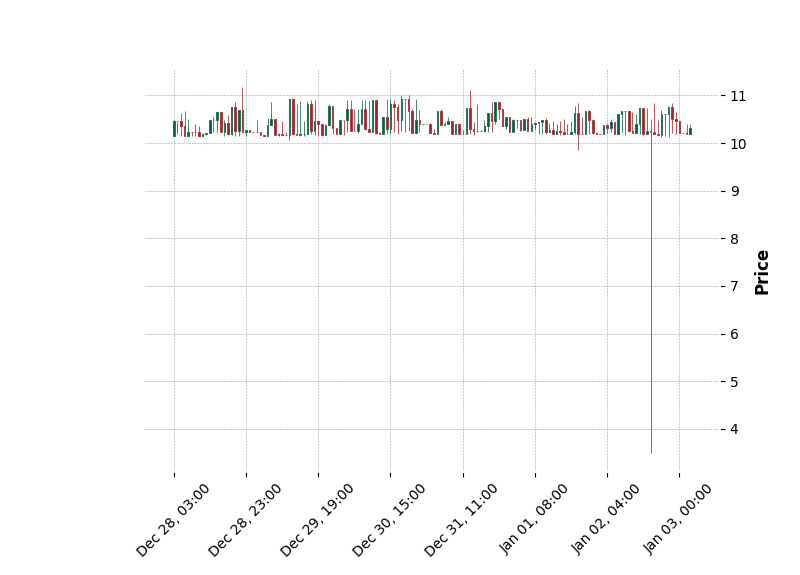 11
10
9
8
7
6
5
4
Price
Dec 28, 03:00
Dec 28, 23:00
Dec 29, 19:00
Dec 30, 15:00
Dec 31, 11:00
Jan 01, 08:00
Jan 02, 04:00
Jan 03, 00:00